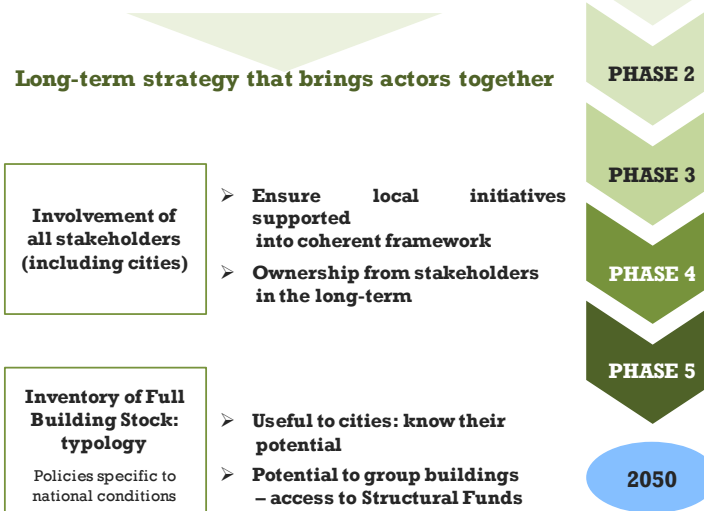 Long-term strategy that brings actors together
Involvement of
all stakeholders
(including cities)
➢ Ensure local initiatives
supported
into coherent framework
➢ Ownership from stakeholders
in the long-term
Inventory of Full
Building Stock:
typology
Policies specific to
national conditions
➢ Useful to cities: know their
potential
➢ Potential to group buildings
– access to Structural Funds
PHASE 2
PHASE 3
PHASE 4
PHASE 5
2050